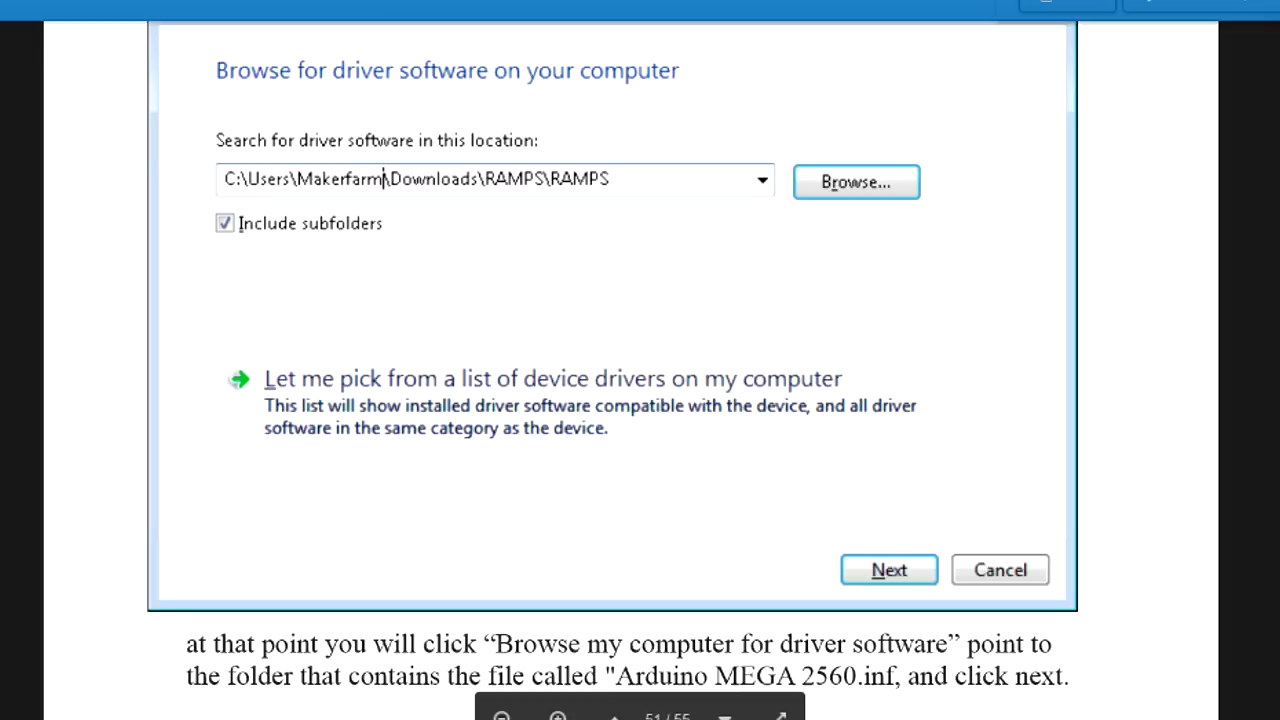 Browse for driver software on your computer
Search for driver software in this location:
C:\Users\Makerfarm\Downloads\RAMPS\RAMPS
Browse...
Include subfolders
Let me pick from a list of device drivers on my computer
This list will show installed driver software compatible with the device, and all driver
software in the same category as the device.
Next
Cancel
at that point you will click “Browse my computer for driver software” point to
the folder that contains the file called "Arduino MEGA 2560.inf, and click next.
51 / 55